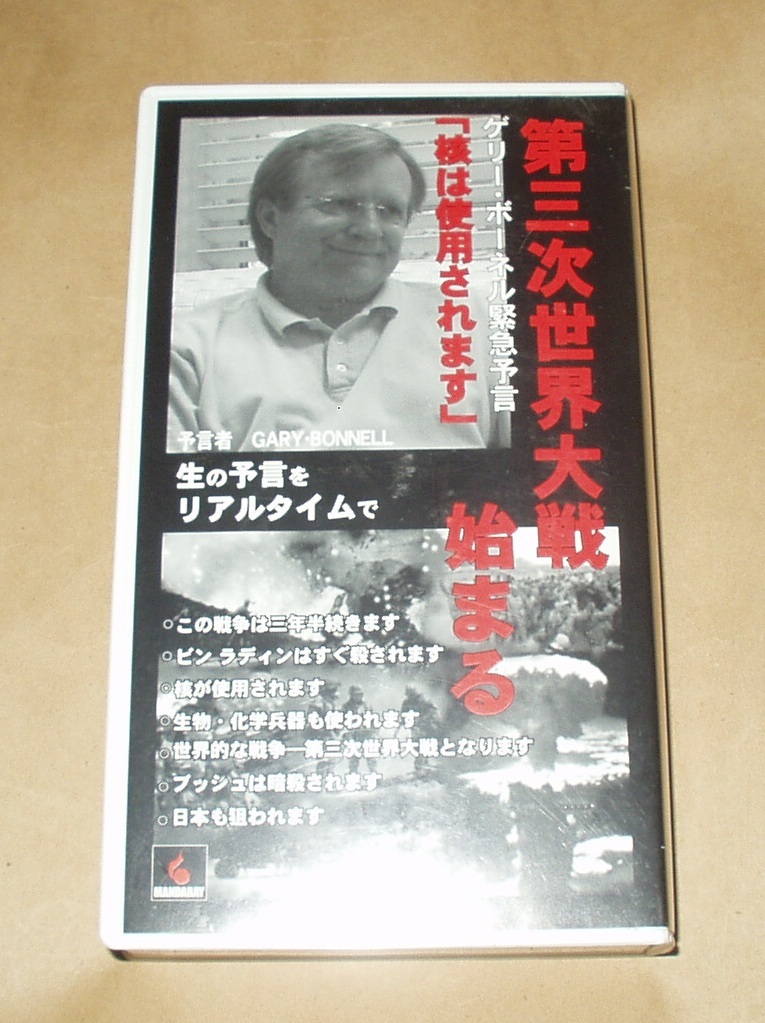 第三次世界大戦
始まる
ゲリー・ボーネル緊急予言
「核は使用されます」
予言者 GARY・BONNELL
生の予言を
リアルタイムで
○この戦争は三年半続きます
○ビン ラディンはすぐ殺されます
○核が使用されます
○生物・化学兵器も使われます
○世界的な戦争―第三次世界大戦となります
○ブッシュは暗殺されます
○日本も狙われます
MANDARAY